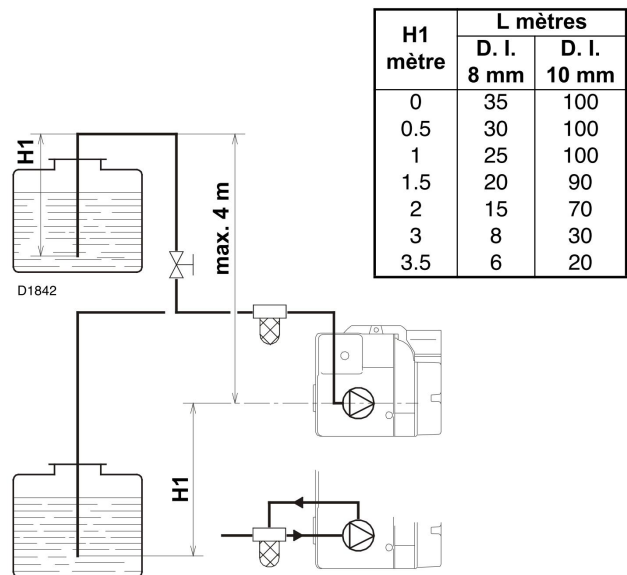 H1 mètre L mètres
D. I. 8 mm D. I. 10 mm
0 35 100
0.5 30 100
1 25 100
1.5 20 90
2 15 70
3 8 30
3.5 6 20
H1
max. 4 m
D1842
H1